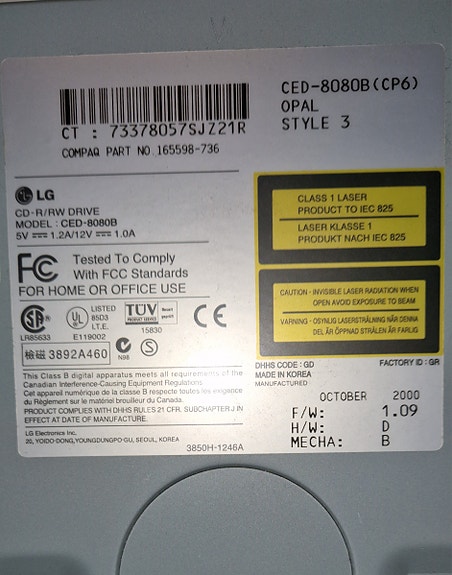 CED-8080B(CP6)
OPAL
STYLE 3
CT : 73378057SJZ21R
COMPAQ PART NO 165598-736
LG
CD-R/RW DRIVE
MODEL : CED-8080B
5V 1.2A/12V 1.0A
FC Tested To Comply
With FCC Standards
FOR HOME OR OFFICE USE
LR85633
UL LISTED
85D3
I.T.E.
E119002
TÜV
PRODUCT SERVICE
15830
CE
檢磁 3892A460
N98
S
This Class B digital apparatus meets all requirements of the
Canadian Interference-Causing Equipment Regulations.
Cet appareil numérique de la classe B respecte toutes les exigences
du Règlement sur le matériel brouilleur du Canada.
PRODUCT COMPLIES WITH DHHS RULES 21 CFR. SUBCHAPTER J IN
EFFECT AT DATE OF MANUFACTURE.
LG Electronics Inc.
20, YOIDO-DONG,YOUNGDUNGPO-GU, SEOUL, KOREA
3850H-1246A
CLASS 1 LASER
PRODUCT TO IEC 825
LASER KLASSE 1
PRODUKT NACH IEC 825
CAUTION - INVISIBLE LASER RADIATION WHEN
OPEN AVOID EXPOSURE TO BEAM
VARNING - OSYNLIG LASERSTRÅLNING NÄR DENNA
DEL ÄR ÖPPNAD STRÅLEN ÄR FARLIG
DHHS CODE : GD FACTORY ID : GR
MADE IN KOREA
MANUFACTURED
OCTOBER 2000
F/W: 1.09
H/W: D
MECHA: B